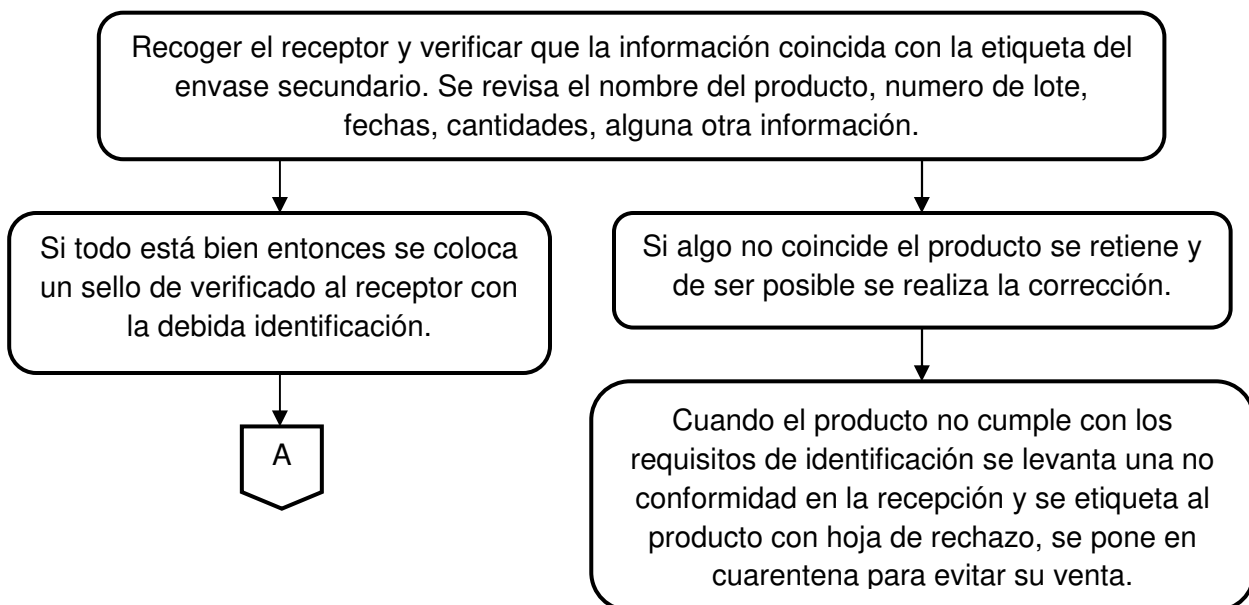 Recoger el receptor y verificar que la información coincida con la etiqueta del
envase secundario. Se revisa el nombre del producto, numero de lote,
fechas, cantidades, alguna otra información.
Si todo está bien entonces se coloca
un sello de verificado al receptor con
la debida identificación.
Si algo no coincide el producto se retiene y
de ser posible se realiza la corrección.
A
Cuando el producto no cumple con los
requisitos de identificación se levanta una no
conformidad en la recepción y se etiqueta al
producto con hoja de rechazo, se pone en
cuarentena para evitar su venta.